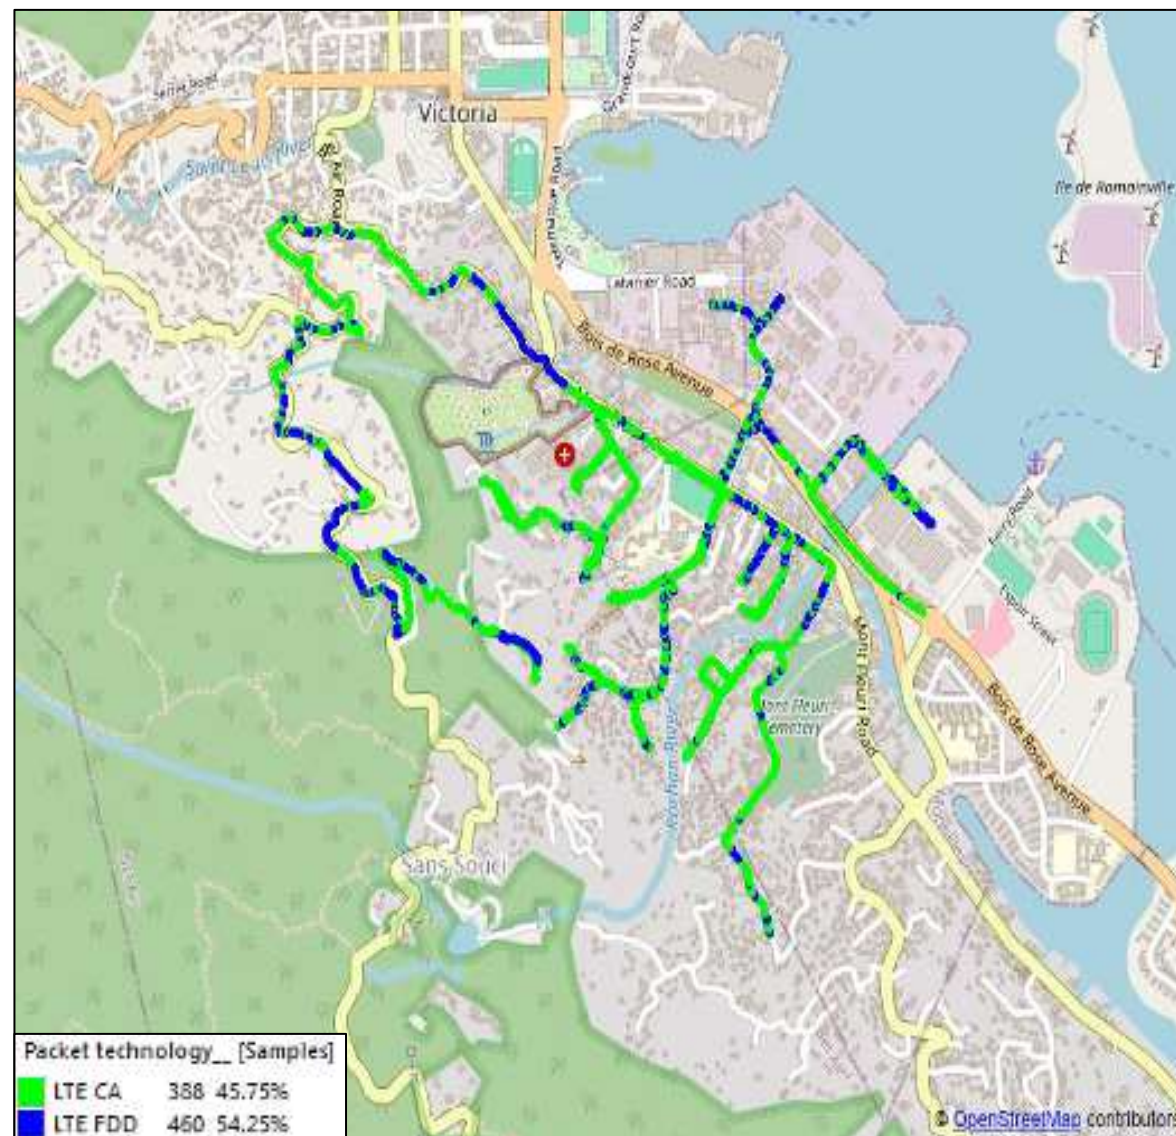 Victoria
Ile de Romainville
Latanier Road
Bois de Rose Avenue
Espoir Street
Mont Fleuri Road
Mont Fleuri
Cemetery
Bois de Rose Avenue
Sans Souci
Packet technology__ [Samples]
LTE CA 388 45.75%
LTE FDD 460 54.25%
© OpenStreetMap contributors